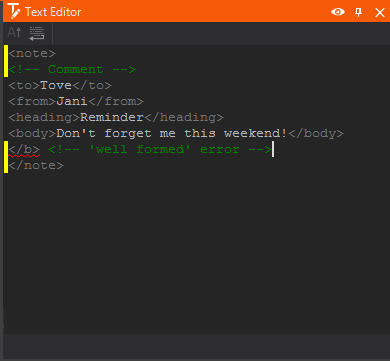 Text Editor
<note>
<!-- Comment -->
<to>Tove</to>
<from>Jani</from>
<heading>Reminder</heading>
<body>Don't forget me this weekend!</body>
</b> <!-- 'well formed' error -->
</note>